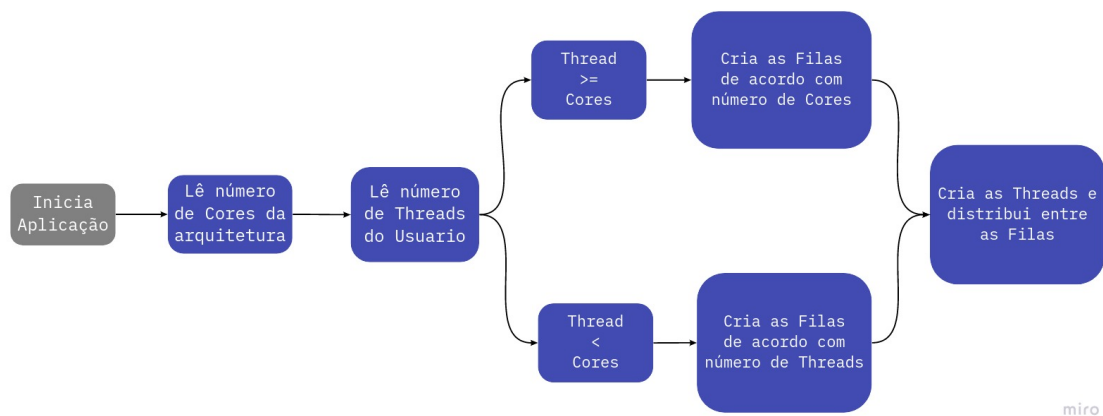 Inicia
Aplicação
Lê número
de Cores da
arquitetura
Lê número
de Threads
do Usuario
Thread
>=
Cores
Cria as Filas
de acordo com
número de Cores
Thread
<
Cores
Cria as Filas
de acordo com
número de Threads
Cria as Threads e
distribui entre
as Filas
miro